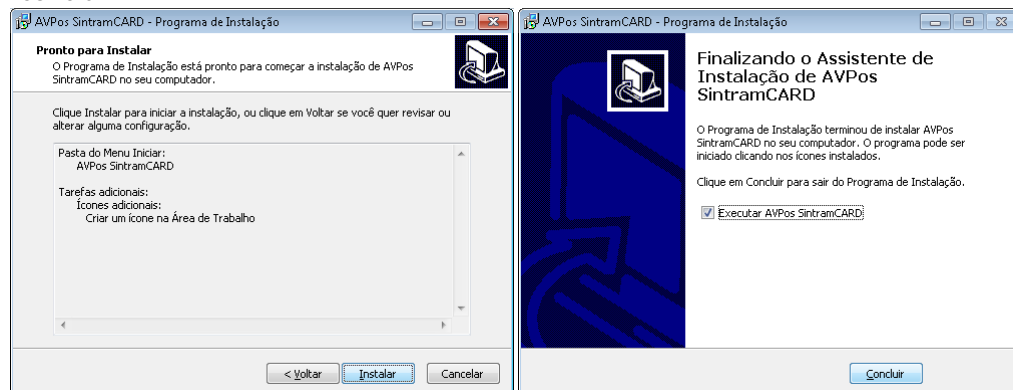 AVPos SintramCARD - Programa de Instalação
Pronto para Instalar
O Programa de Instalação está pronto para começar a instalação de AVPos
SintramCARD no seu computador.
Clique Instalar para iniciar a instalação, ou clique em Voltar se você quer revisar ou
alterar alguma configuração.
Pasta do Menu Iniciar:
AVPos SintramCARD
Tarefas adicionais:
Ícones adicionais:
Criar um ícone na Área de Trabalho
< Voltar
Instalar
Cancelar
AVPos SintramCARD - Programa de Instalação
Finalizando o Assistente de
Instalação de AVPos
SintramCARD
O Programa de Instalação terminou de instalar AVPos
SintramCARD no seu computador. O programa pode ser
iniciado clicando nos ícones instalados.
Clique em Concluir para sair do Programa de Instalação.
Executar AVPos SintramCARD
Concluir